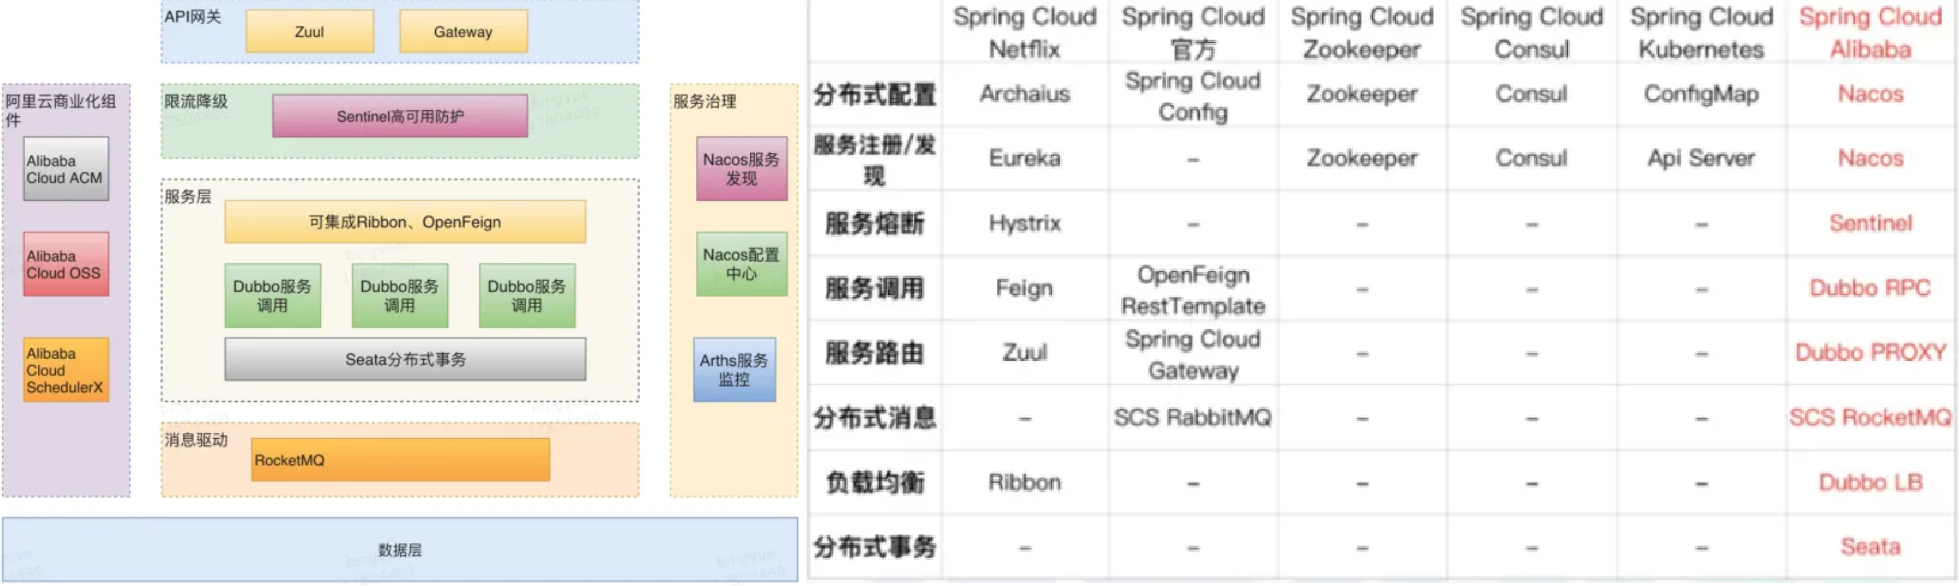 API网关
Zuul
Gateway
阿里云商业化组
件
Alibaba
Cloud ACM
Alibaba
Cloud OSS
Alibaba
Cloud
SchedulerX
限流降级
Sentinel高可用防护
服务层
可集成Ribbon、OpenFeign
Dubbo服务
调用
Dubbo服务
调用
Dubbo服务
调用
Seata分布式事务
消息驱动
RocketMQ
服务治理
Nacos服务
发现
Nacos配置
中心
Arths服务
监控
数据层
Spring Cloud
Netflix
Spring Cloud
官方
Spring Cloud
Zookeeper
Spring Cloud
Consul
Spring Cloud
Kubernetes
Spring Cloud
Alibaba
分布式配置
Archaius
Spring Cloud
Config
Zookeeper
Consul
ConfigMap
Nacos
服务注册/发
现
Eureka
–
Zookeeper
Consul
Api Server
Nacos
服务熔断
Hystrix
–
–
–
–
Sentinel
服务调用
Feign
OpenFeign
RestTemplate
–
–
–
Dubbo RPC
服务路由
Zuul
Spring Cloud
Gateway
–
–
–
Dubbo PROXY
分布式消息
–
SCS RabbitMQ
–
–
–
SCS RocketMQ
负载均衡
Ribbon
–
–
–
–
Dubbo LB
分布式事务
–
–
–
–
–
Seata